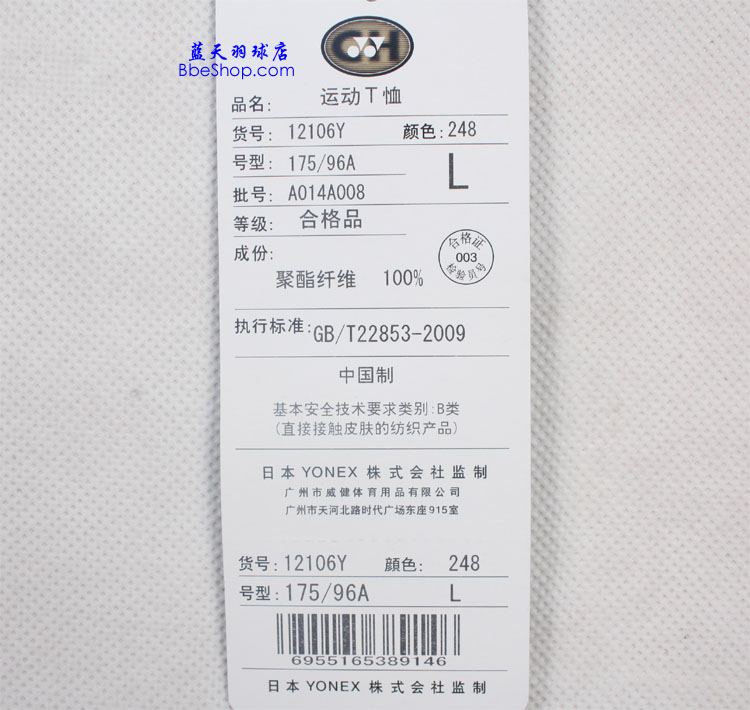 蓝天羽球店
BbeShop.com
GH
品名: 运动T恤
货号: 12106Y 颜色: 248
号型: 175/96A L
批号: A014A008
等级: 合格品
成份:
聚酯纤维 100%
合格证
003
检验员号
执行标准: GB/T22853-2009
中国制
基本安全技术要求类别:B类
(直接接触皮肤的纺织产品)
日本 YONEX 株式会社监制
广州市威健体育用品有限公司
广州市天河北路时代广场东座915室
货号: 12106Y 顔色: 248
号型: 175/96A L
6955165389146
日本 YONEX 株式会社监制